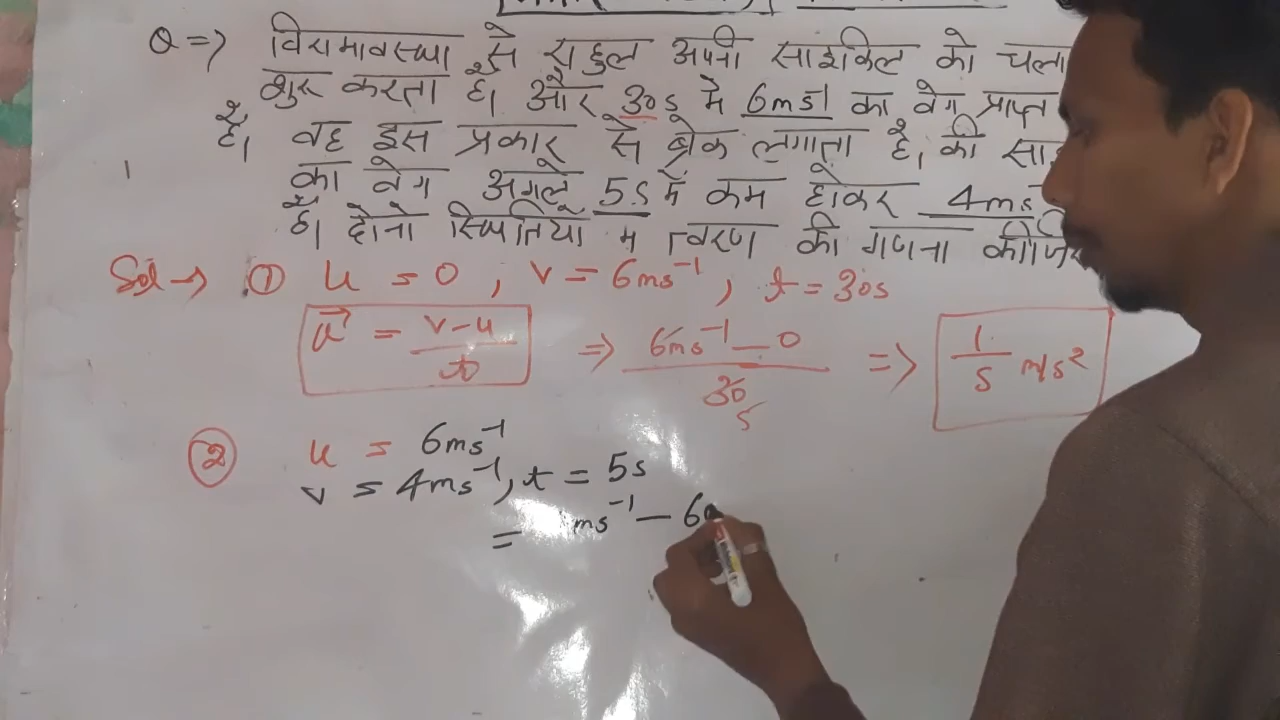 Q => विरामावस्था से राहुल अपनी साइकिल को चला
शुरू करता है। और 30s मे 6ms-1 का वेग प्राप्त
है। वह इस प्रकार से ब्रेक लगाता है, की सा
का वेग अगले 5s में कम होकर 4ms
है। दोनो स्थितियों म त्वरण की गणना कीजि
Sol → ① u = 0, v = 6ms⁻¹, t = 30s
a⃗ = v-u/t => 6ms⁻¹ - 0/30 5 => 1/5 m/s²
② u = 6ms⁻¹
v = 4ms⁻¹, t = 5s
= ms⁻¹ - 6